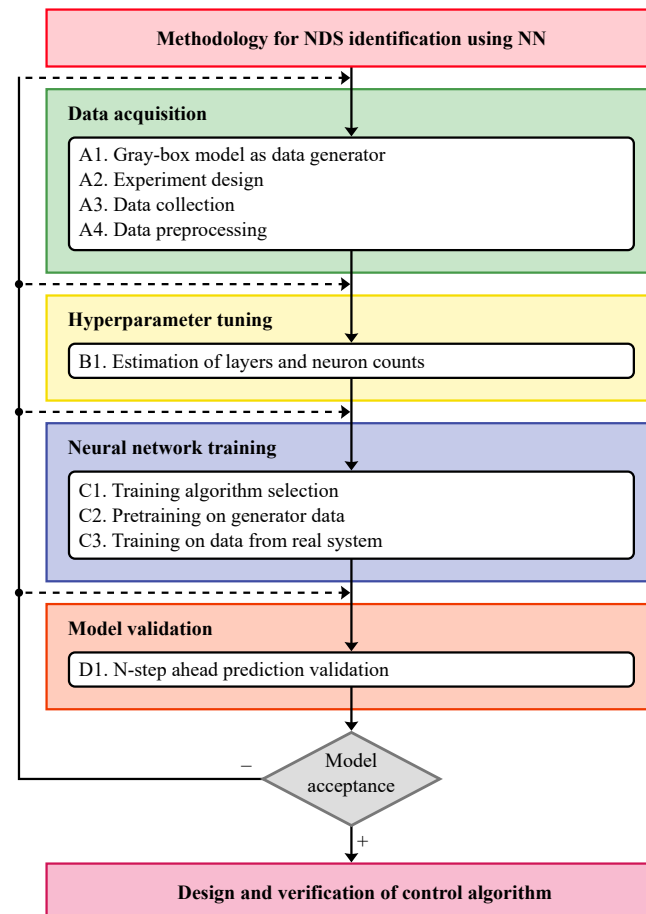 Methodology for NDS identification using NN
Data acquisition
A1. Gray-box model as data generator
A2. Experiment design
A3. Data collection
A4. Data preprocessing
Hyperparameter tuning
B1. Estimation of layers and neuron counts
Neural network training
C1. Training algorithm selection
C2. Pretraining on generator data
C3. Training on data from real system
Model validation
D1. N-step ahead prediction validation
Model
acceptance
–
+
Design and verification of control algorithm